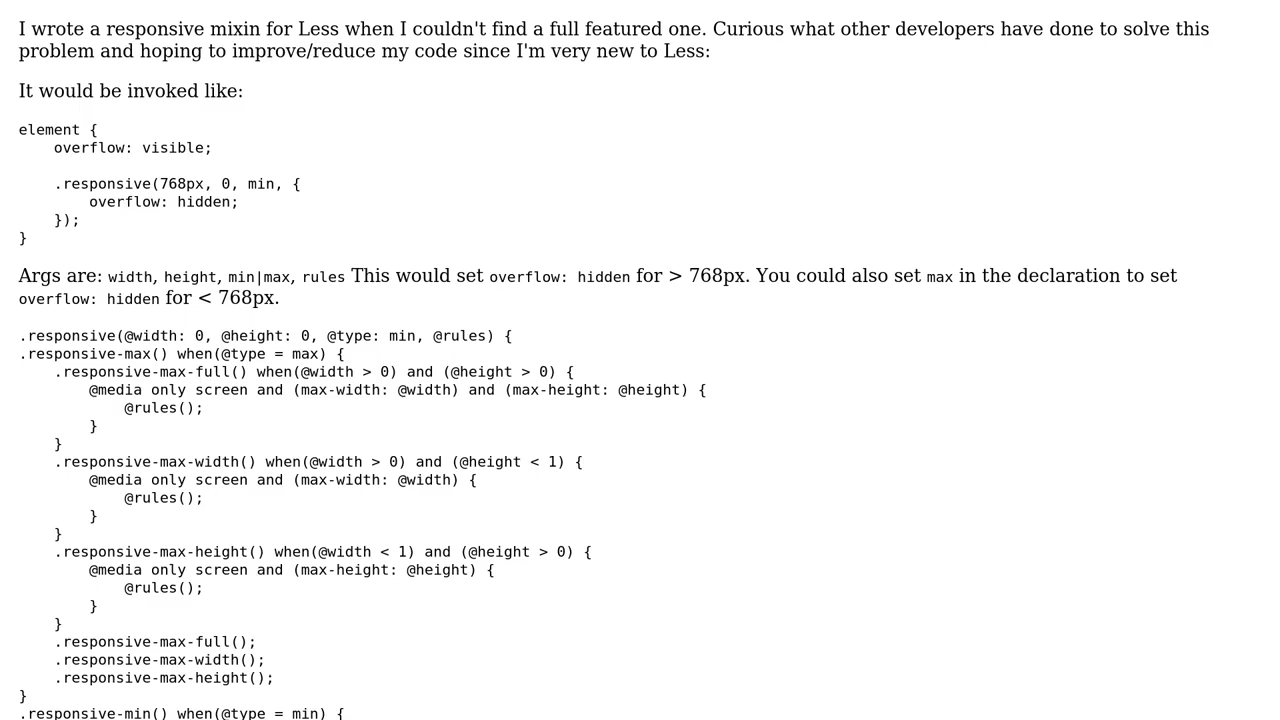 I wrote a responsive mixin for Less when I couldn't find a full featured one. Curious what other developers have done to solve this
problem and hoping to improve/reduce my code since I'm very new to Less:
It would be invoked like:
element {
    overflow: visible;
    .responsive(768px, 0, min, {
        overflow: hidden;
    });
}
Args are: width, height, min|max, rules This would set overflow: hidden for > 768px. You could also set max in the declaration to set
overflow: hidden for < 768px.
.responsive(@width: 0, @height: 0, @type: min, @rules) {
.responsive-max() when(@type = max) {
    .responsive-max-full() when(@width > 0) and (@height > 0) {
        @media only screen and (max-width: @width) and (max-height: @height) {
            @rules();
        }
    }
    .responsive-max-width() when(@width > 0) and (@height < 1) {
        @media only screen and (max-width: @width) {
            @rules();
        }
    }
    .responsive-max-height() when(@width < 1) and (@height > 0) {
        @media only screen and (max-height: @height) {
            @rules();
        }
    }
    .responsive-max-full();
    .responsive-max-width();
    .responsive-max-height();
}
.responsive-min() when(@type = min) {